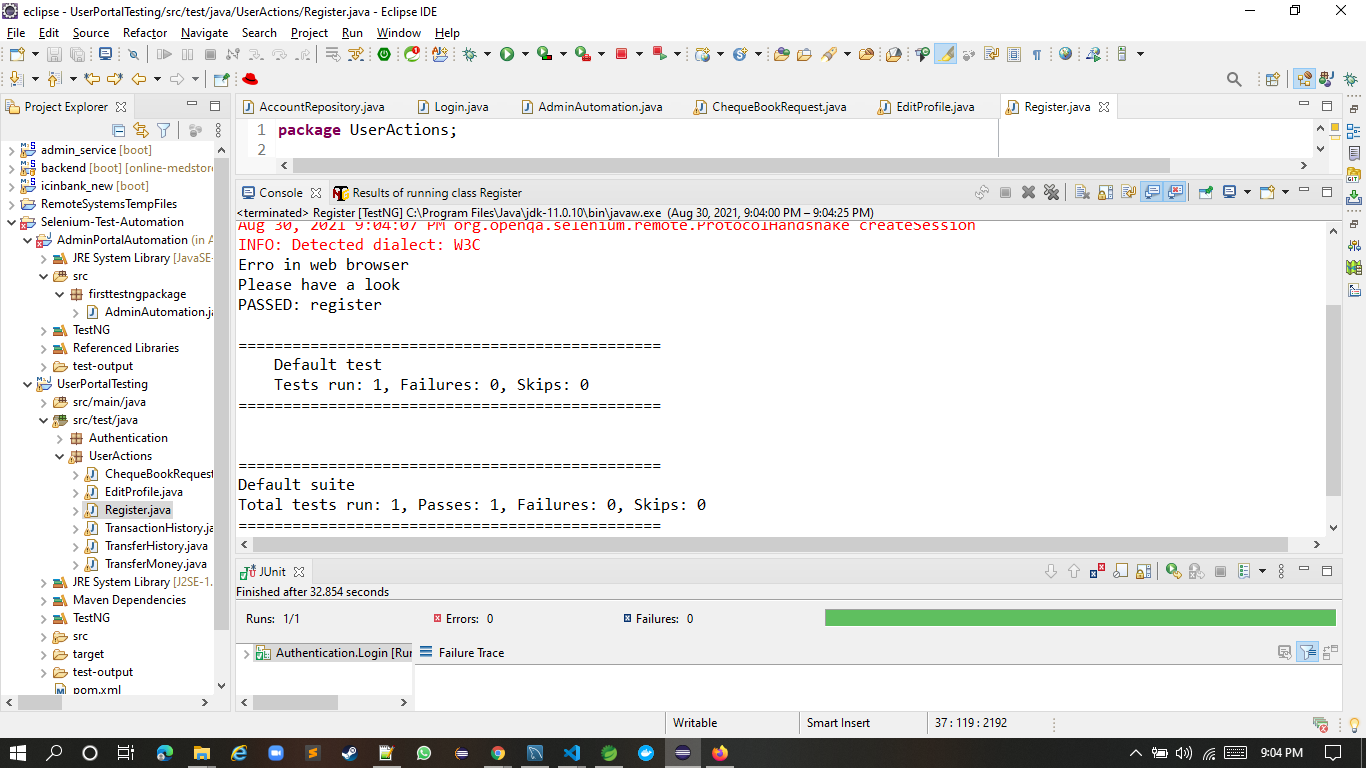 eclipse - UserPortalTesting/src/test/java/UserActions/Register.java - Eclipse IDE
File Edit Source Refactor Navigate Search Project Run Window Help
Project Explorer
admin_service [boot]
backend [boot] [online-medstor
icinbank_new [boot]
RemoteSystemsTempFiles
Selenium-Test-Automation
AdminPortalAutomation (in A
JRE System Library [JavaSE-
src
firsttestngpackage
AdminAutomation.ja
TestNG
Referenced Libraries
test-output
UserPortalTesting
src/main/java
src/test/java
Authentication
UserActions
ChequeBookRequest
EditProfile.java
Register.java
TransactionHistory.ja
TransferHistory.java
TransferMoney.java
JRE System Library [J2SE-1.
Maven Dependencies
TestNG
src
target
test-output
pom.xml
AccountRepository.java Login.java AdminAutomation.java ChequeBookRequest.java EditProfile.java Register.java
1 package UserActions;
2
Console Results of running class Register
<terminated> Register [TestNG] C:\Program Files\Java\jdk-11.0.10\bin\javaw.exe (Aug 30, 2021, 9:04:00 PM – 9:04:25 PM)
Aug 30, 2021 9:04:07 PM org.openqa.selenium.remote.ProtocolHandshake createSession
INFO: Detected dialect: W3C
Erro in web browser
Please have a look
PASSED: register
===============================================
Default test
Tests run: 1, Failures: 0, Skips: 0
===============================================
===============================================
Default suite
Total tests run: 1, Passes: 1, Failures: 0, Skips: 0
===============================================
JUnit
Finished after 32.854 seconds
Runs: 1/1 Errors: 0 Failures: 0
Authentication.Login [Rur Failure Trace
Writable Smart Insert 37 : 119 : 2192
9:04 PM